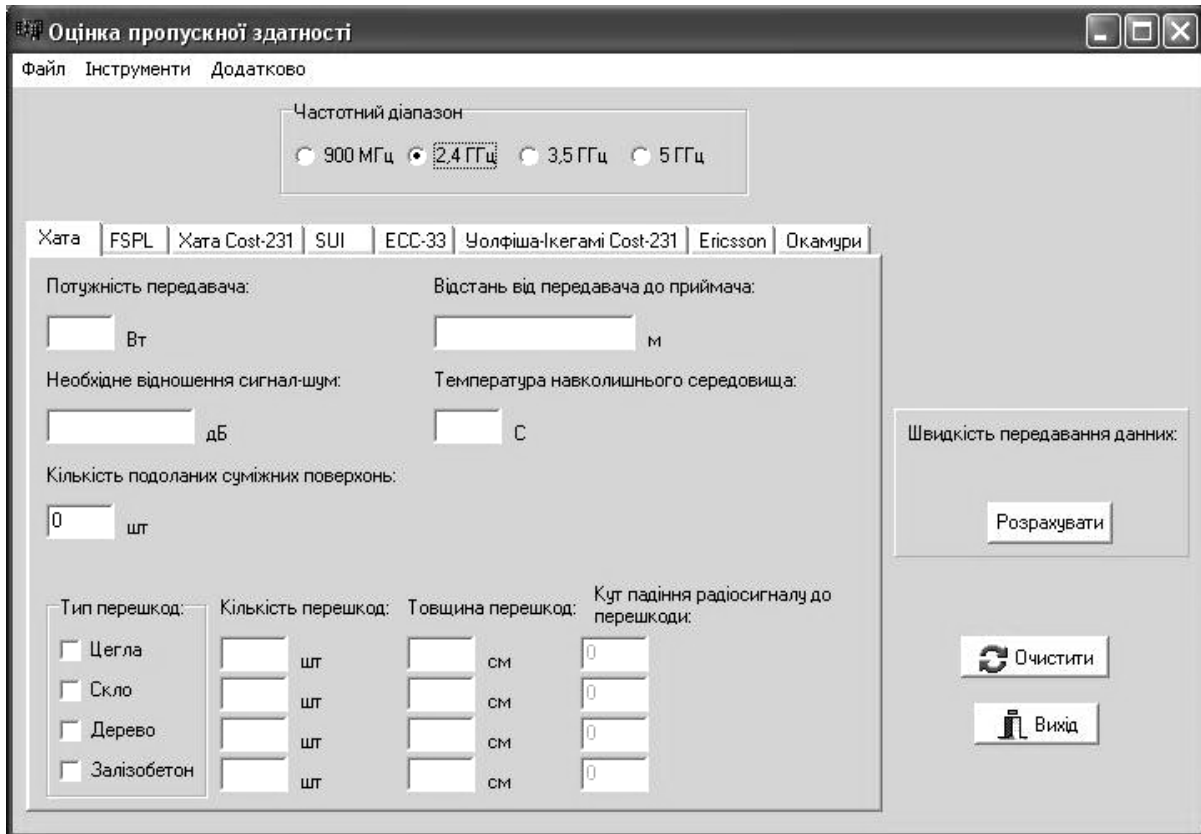 Оцінка пропускної здатності
Файл Інструменти Додатково
Частотний діапазон
900 МГц 2,4 ГГц 3,5 ГГц 5 ГГц
Хата FSPL Хата Cost-231 SUI ECC-33 Уолфіша-Ікегамі Cost-231 Ericsson Окамури
Потужність передавача: Відстань від передавача до приймача:
Вт м
Необхідне відношення сигнал-шум: Температура навколишнього середовища:
дБ С
Швидкість передавання данних:
Кількість подоланих суміжних поверхонь:
0 шт
Розрахувати
Тип перешкод: Кількість перешкод: Товщина перешкод: Кут падіння радіосигналу до
перешкоди:
Цегла шт см 0
Скло шт см 0
Дерево шт см 0
Залізобетон шт см 0
Очистити
Вихід